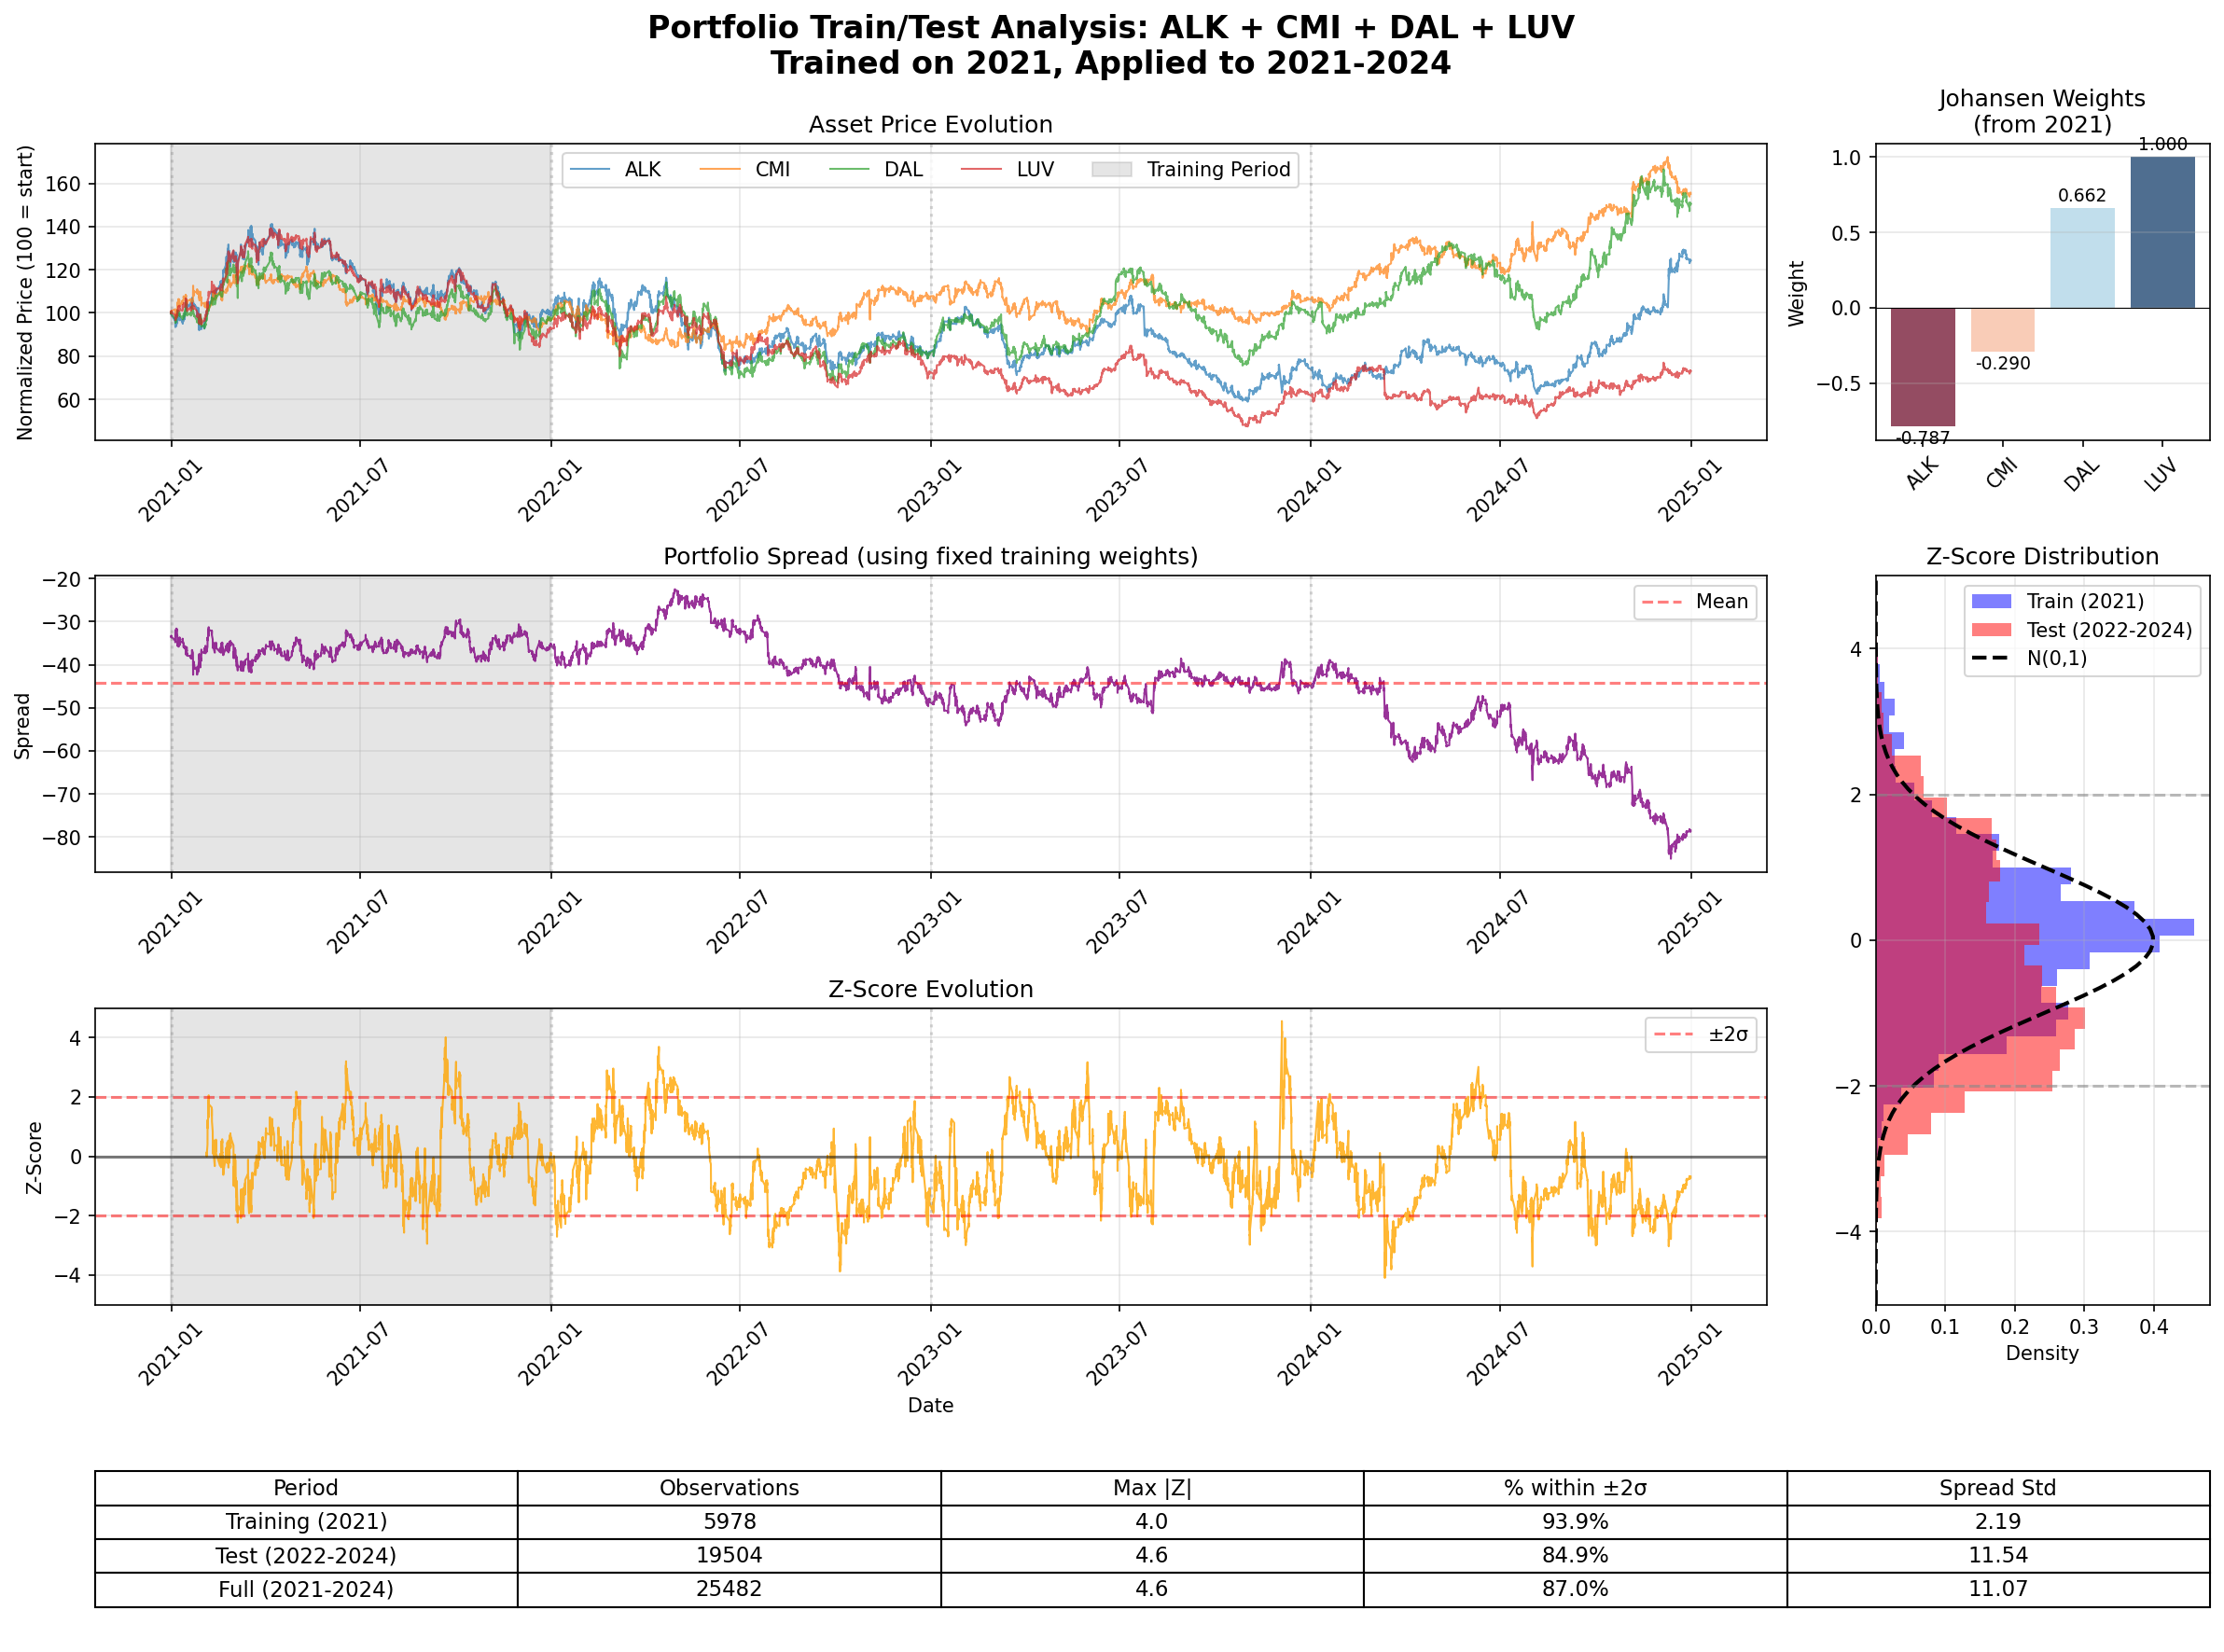 Portfolio Train/Test Analysis: ALK + CMI + DAL + LUV
Trained on 2021, Applied to 2021-2024
Asset Price Evolution
Normalized Price (100 = start)
160
140
120
100
80
60
ALK CMI DAL LUV Training Period
2021-01 2021-07 2022-01 2022-07 2023-01 2023-07 2024-01 2024-07 2025-01
Johansen Weights
(from 2021)
Weight
1.0
0.5
0.0
−0.5
-0.787
-0.290
0.662
1.000
ALK CMI DAL LUV
Portfolio Spread (using fixed training weights)
Spread
−20
−30
−40
−50
−60
−70
−80
Mean
2021-01 2021-07 2022-01 2022-07 2023-01 2023-07 2024-01 2024-07 2025-01
Z-Score Distribution
Train (2021)
Test (2022-2024)
N(0,1)
4
2
0
−2
−4
0.0 0.1 0.2 0.3 0.4
Density
Z-Score Evolution
Z-Score
4
2
0
−2
−4
±2σ
2021-01 2021-07 2022-01 2022-07 2023-01 2023-07 2024-01 2024-07 2025-01
Date
Period Observations Max |Z| % within ±2σ Spread Std
Training (2021) 5978 4.0 93.9% 2.19
Test (2022-2024) 19504 4.6 84.9% 11.54
Full (2021-2024) 25482 4.6 87.0% 11.07